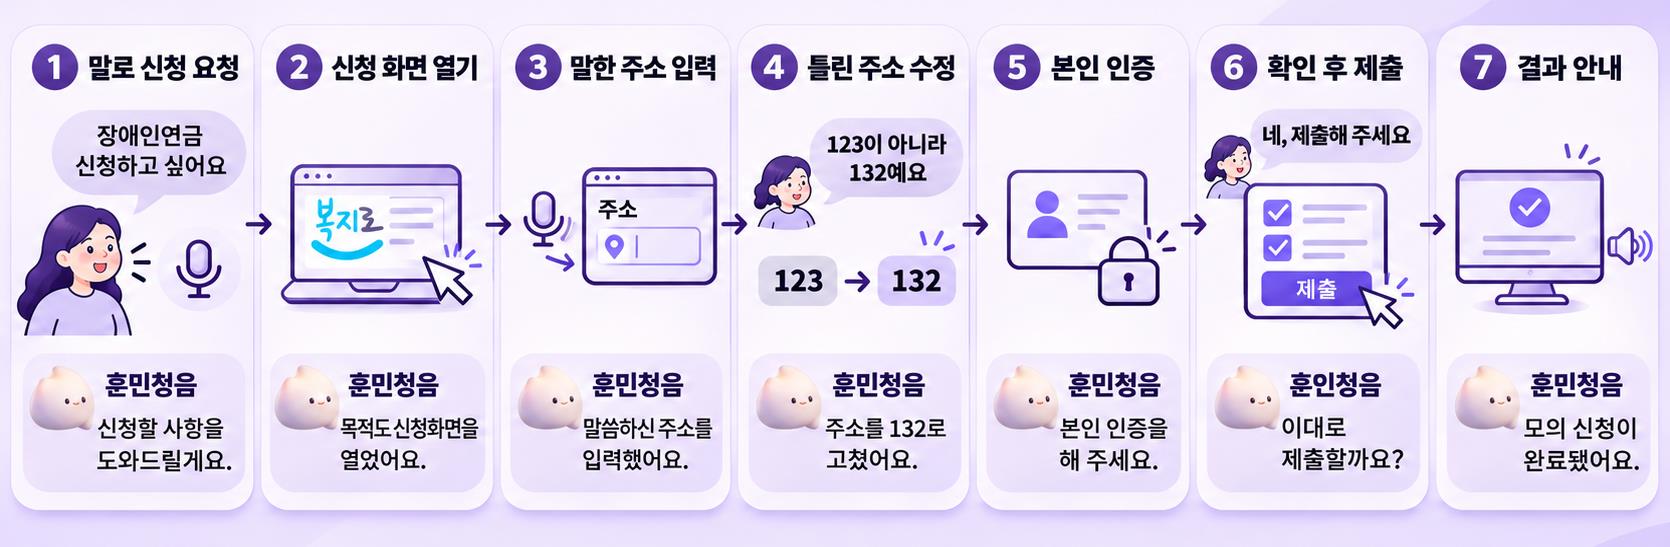 1 말로 신청 요청
장애인연금
신청하고 싶어요
훈민청음
신청할 사항을
도와드릴게요.
2 신청 화면 열기
복지로
훈민청음
목적도 신청화면을
열었어요.
3 말한 주소 입력
주소
훈민청음
말씀하신 주소를
입력했어요.
4 틀린 주소 수정
123이 아니라
132예요
123 → 132
훈민청음
주소를 132로
고쳤어요.
5 본인 인증
훈민청음
본인 인증을
해 주세요.
6 확인 후 제출
네, 제출해 주세요
제출
훈인청음
이대로
제출할까요?
7 결과 안내
훈민청음
모의 신청이
완료됐어요.